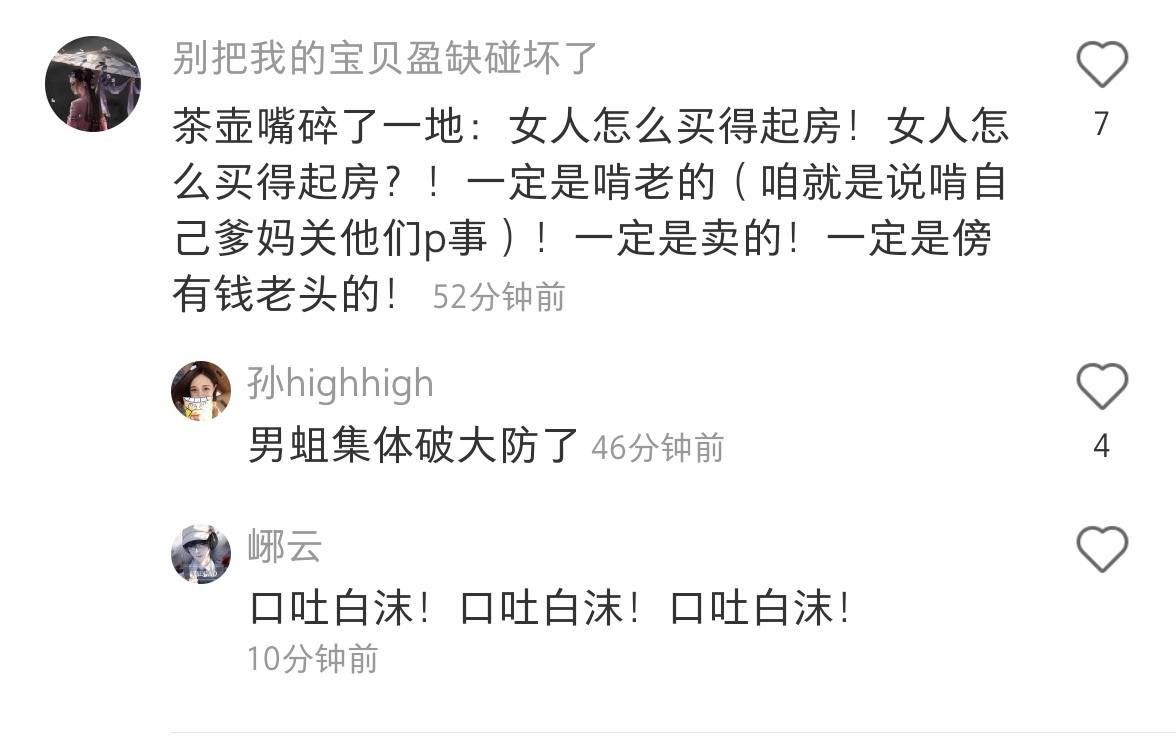 别把我的宝贝盈缺碰坏了
茶壶嘴碎了一地：女人怎么买得起房！女人怎
7
么买得起房？！一定是啃老的（咱就是说啃自
己爹妈关他们p事）！一定是卖的！一定是傍
有钱老头的！ 52分钟前
孙highhigh
男蛆集体破大防了 46分钟前
4
峫云
口吐白沫！口吐白沫！口吐白沫！
10分钟前